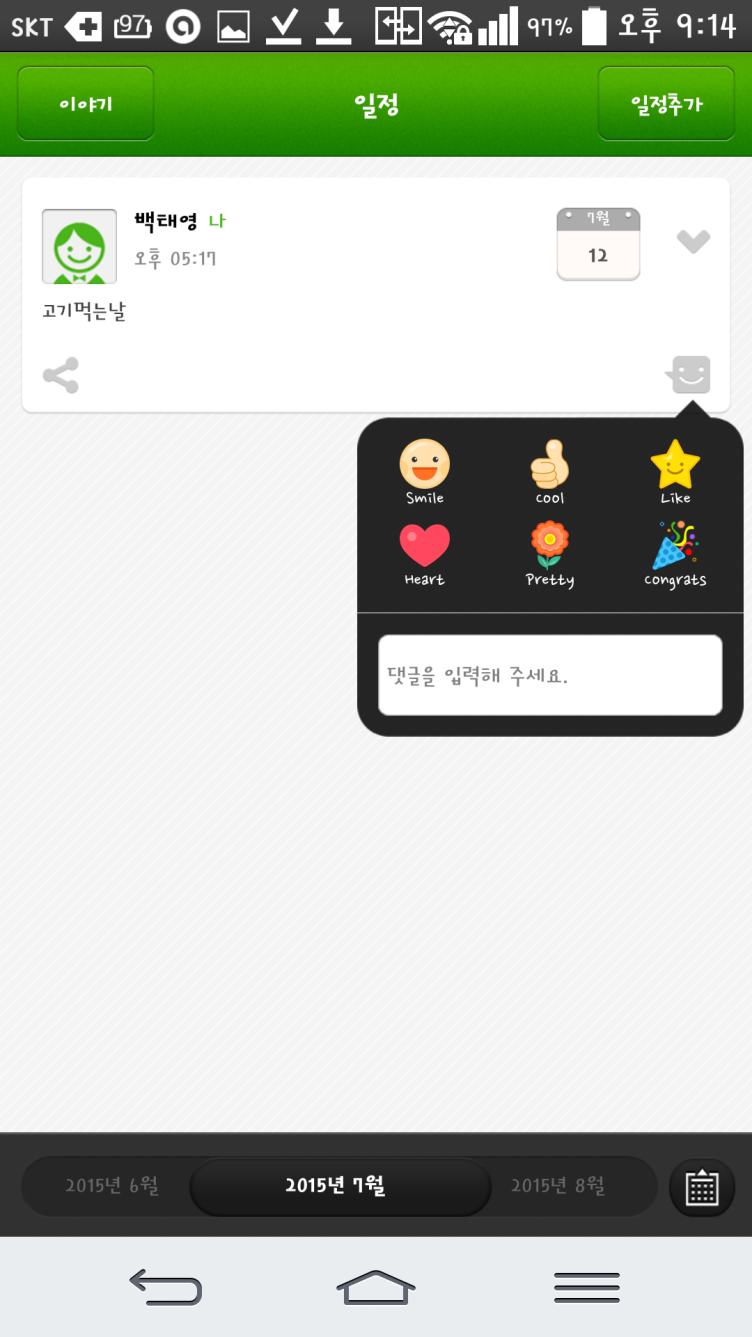 SKT 97 97% 오후 9:14
이야기 일정 일정추가
백태영 나
오후 05:17
7월
12
고기먹는날
Smile Cool Like
Heart Pretty Congrats
댓글을 입력해 주세요.
2015년 6월 2015년 7월 2015년 8월